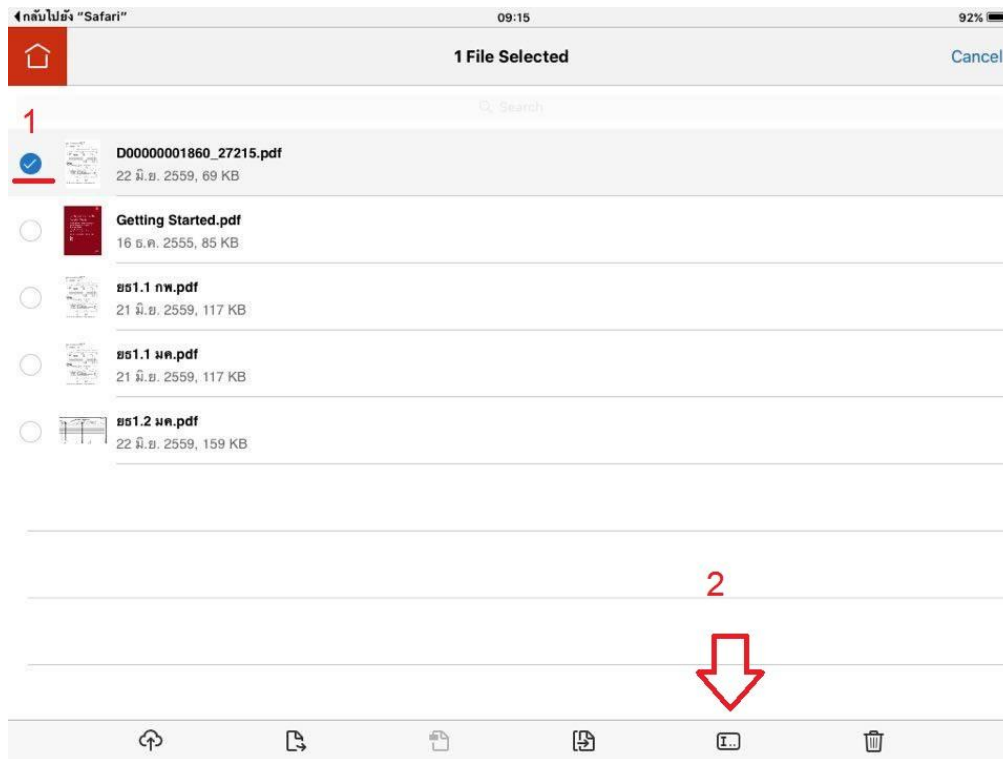 กลับไปยัง "Safari"
09:15
92%
1 File Selected
Cancel
Search
1
D00000001860_27215.pdf
22 มิ.ย. 2559, 69 KB
Getting Started.pdf
16 ธ.ค. 2555, 85 KB
ยธ1.1 กพ.pdf
21 มิ.ย. 2559, 117 KB
ยธ1.1 มค.pdf
21 มิ.ย. 2559, 117 KB
ยธ1.2 มค.pdf
22 มิ.ย. 2559, 159 KB
2
I..